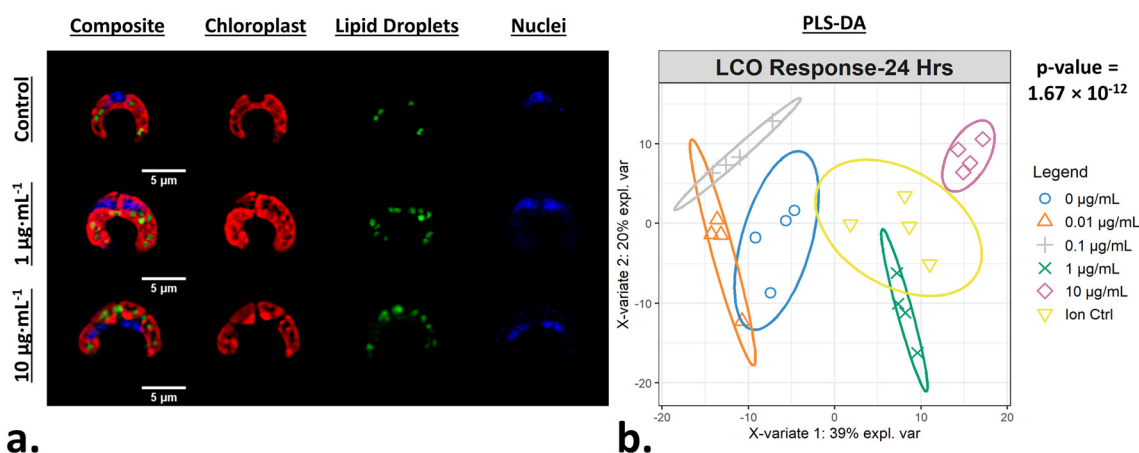 Composite Chloroplast Lipid Droplets Nuclei
Control
5 µm
1 µg·mL⁻¹
5 µm
10 µg·mL⁻¹
5 µm
a.
PLS-DA
LCO Response-24 Hrs
X-variate 2: 20% expl. var
10
0
-10
-20
-20 -10 0 10 20
X-variate 1: 39% expl. var
p-value =
1.67 × 10⁻¹²
Legend
0 µg/mL
0.01 µg/mL
0.1 µg/mL
1 µg/mL
10 µg/mL
Ion Ctrl
b.